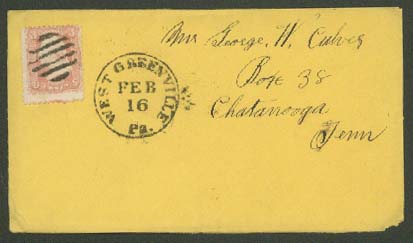 Mrs George. W. Culver
Box 38
Chatanooga
Tenn
WEST GREENVILLE
FEB
16
Pa.